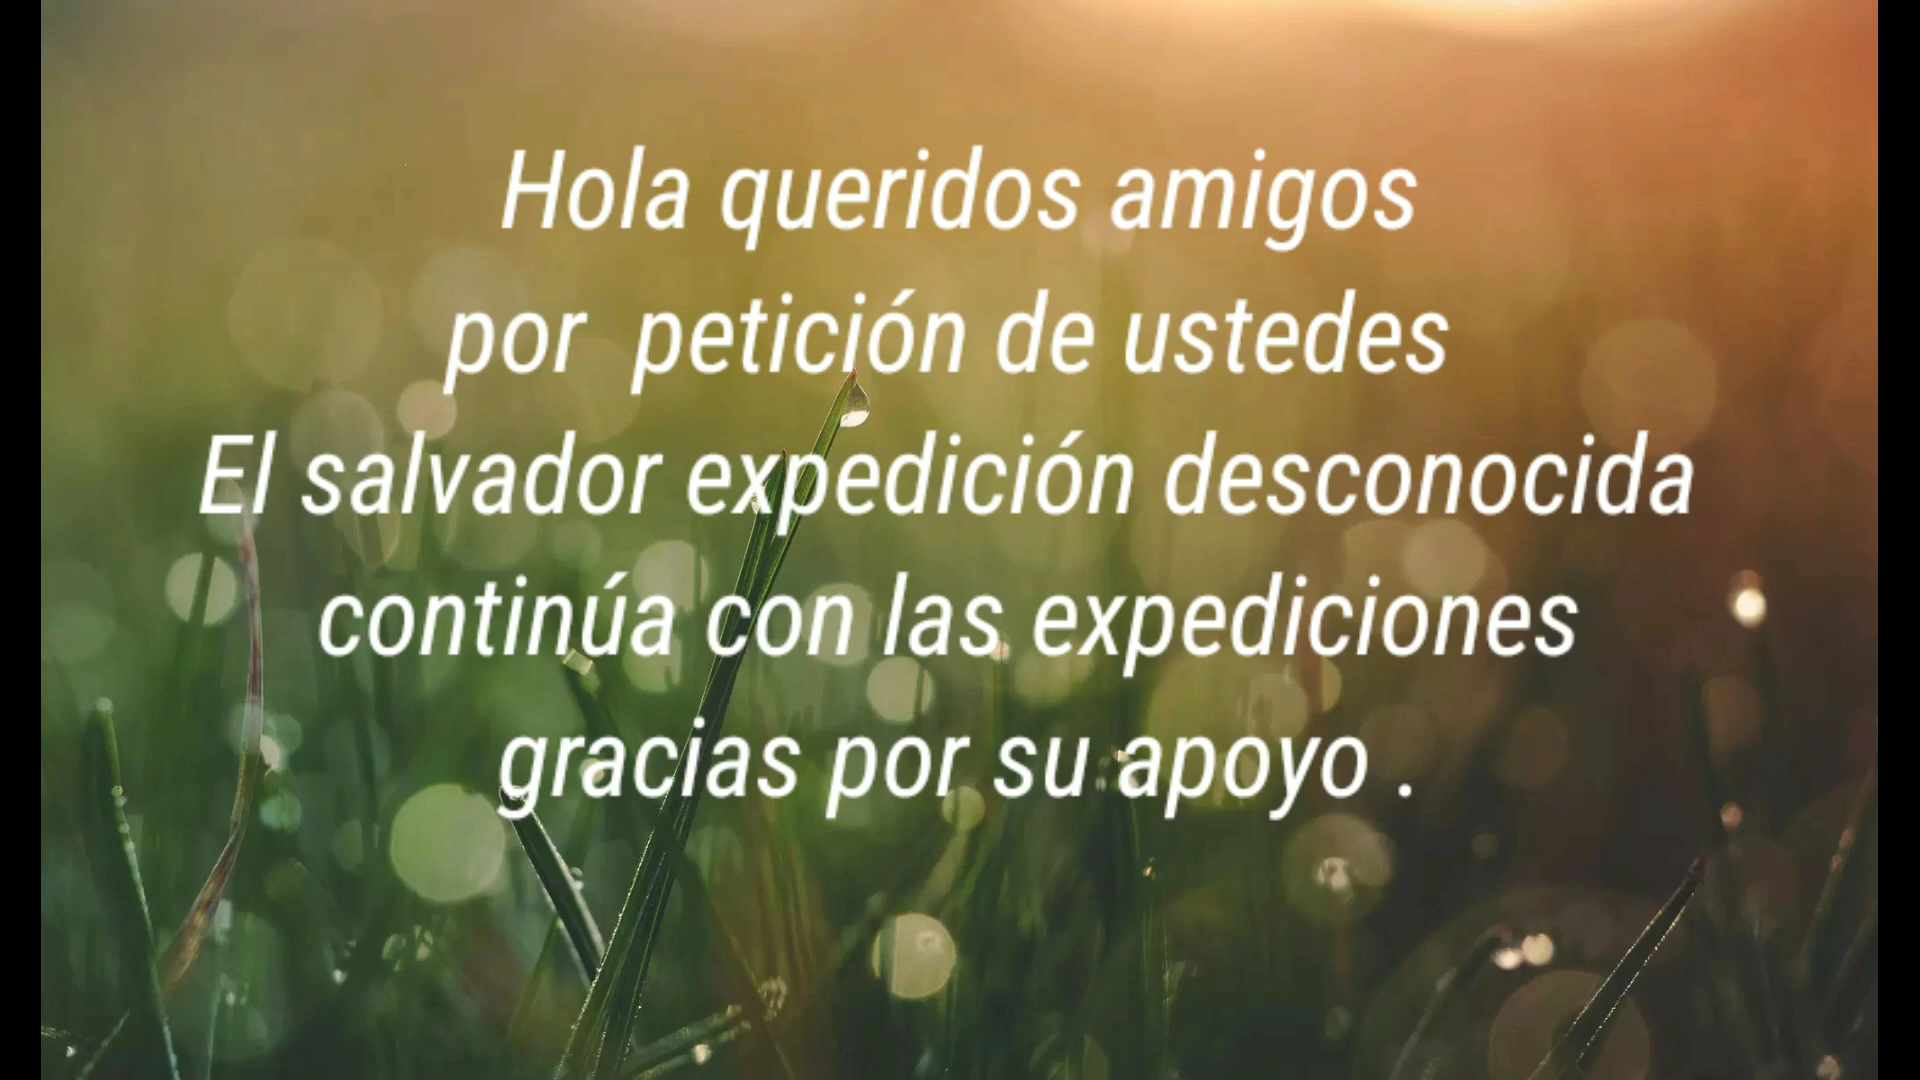 Hola queridos amigos
por petición de ustedes
El salvador expedición desconocida
continúa con las expediciones
gracias por su apoyo .